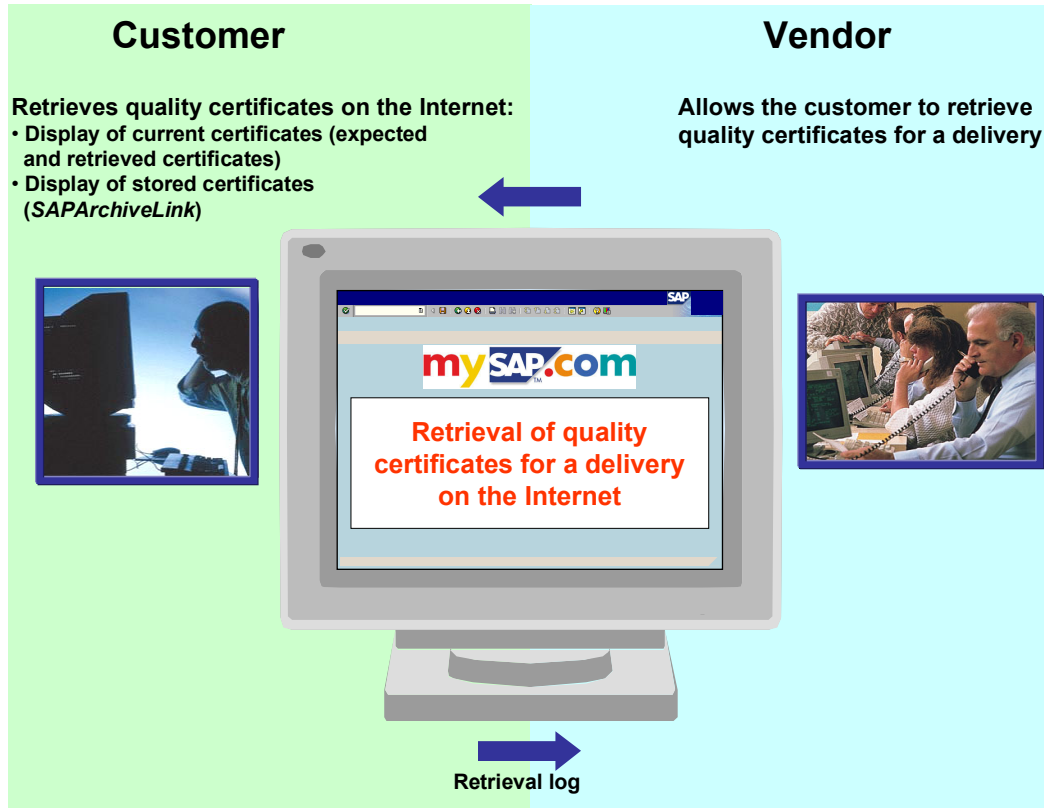 Customer
Vendor
Retrieves quality certificates on the Internet:
• Display of current certificates (expected
and retrieved certificates)
• Display of stored certificates
(SAPArchiveLink)
Allows the customer to retrieve
quality certificates for a delivery
SAP
mySAP.com
TM
Retrieval of quality
certificates for a delivery
on the Internet
Retrieval log